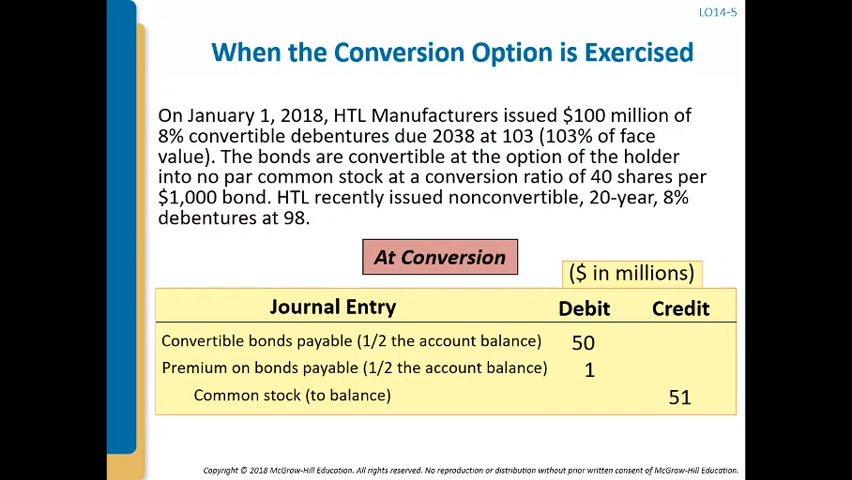 LO14-5
When the Conversion Option is Exercised
On January 1, 2018, HTL Manufacturers issued $100 million of
8% convertible debentures due 2038 at 103 (103% of face
value). The bonds are convertible at the option of the holder
into no par common stock at a conversion ratio of 40 shares per
$1,000 bond. HTL recently issued nonconvertible, 20-year, 8%
debentures at 98.
At Conversion
($ in millions)
Journal Entry Debit Credit
Convertible bonds payable (1/2 the account balance) 50
Premium on bonds payable (1/2 the account balance) 1
Common stock (to balance) 51
Copyright © 2018 McGraw-Hill Education. All rights reserved. No reproduction or distribution without prior written consent of McGraw-Hill Education.